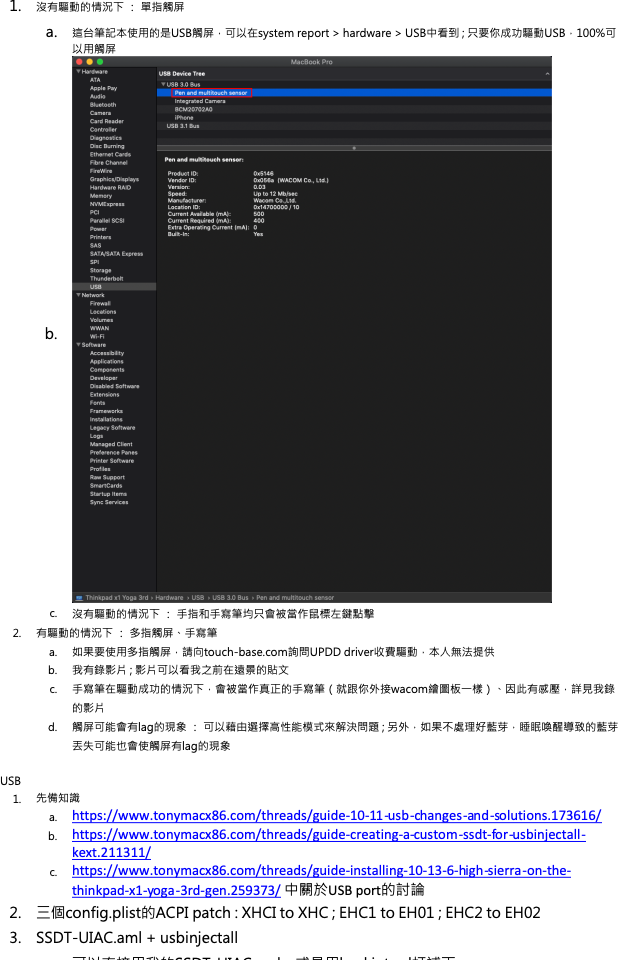 1. 沒有驅動的情況下 ： 單指觸屏
a. 這台筆記本使用的是USB觸屏，可以在system report > hardware > USB中看到 ; 只要你成功驅動USB，100%可
以用觸屏
b.
MacBook Pro
Hardware
ATA
Apple Pay
Audio
Bluetooth
Camera
Card Reader
Controller
Diagnostics
Disc Burning
Ethernet Cards
Fibre Channel
FireWire
Graphics/Displays
Hardware RAID
Memory
NVMExpress
PCI
Parallel SCSI
Power
Printers
SAS
SATA/SATA Express
SPI
Storage
Thunderbolt
USB
Network
Firewall
Locations
Volumes
WWAN
Wi-Fi
Software
Accessibility
Applications
Components
Developer
Disabled Software
Extensions
Fonts
Frameworks
Installations
Legacy Software
Logs
Managed Client
Preference Panes
Printer Software
Profiles
Raw Support
SmartCards
Startup Items
Sync Services
USB Device Tree
USB 3.0 Bus
Pen and multitouch sensor
Integrated Camera
BCM20702A0
iPhone
USB 3.1 Bus
Pen and multitouch sensor:
Product ID: 0x5146
Vendor ID: 0x056a (WACOM Co., Ltd.)
Version: 0.03
Speed: Up to 12 Mb/sec
Manufacturer: Wacom Co.,Ltd.
Location ID: 0x14700000 / 10
Current Available (mA): 500
Current Required (mA): 400
Extra Operating Current (mA): 0
Built-In: Yes
Thinkpad x1 Yoga 3rd › Hardware › USB › USB 3.0 Bus › Pen and multitouch sensor
c. 沒有驅動的情況下 ： 手指和手寫筆均只會被當作鼠標左鍵點擊
2. 有驅動的情況下 ： 多指觸屏、手寫筆
a. 如果要使用多指觸屏，請向touch-base.com詢問UPDD driver收費驅動，本人無法提供
b. 我有錄影片 ; 影片可以看我之前在遠景的貼文
c. 手寫筆在驅動成功的情況下，會被當作真正的手寫筆（就跟你外接wacom繪圖板一樣）、因此有感壓，詳見我錄
的影片
d. 觸屏可能會有lag的現象 ： 可以藉由選擇高性能模式來解決問題 ; 另外，如果不處理好藍芽，睡眠喚醒導致的藍芽
丟失可能也會使觸屏有lag的現象
USB
1. 先備知識
a. https://www.tonymacx86.com/threads/guide-10-11-usb-changes-and-solutions.173616/
b. https://www.tonymacx86.com/threads/guide-creating-a-custom-ssdt-for-usbinjectall-
kext.211311/
c. https://www.tonymacx86.com/threads/guide-installing-10-13-6-high-sierra-on-the-
thinkpad-x1-yoga-3rd-gen.259373/ 中關於USB port的討論
2. 三個config.plist的ACPI patch : XHCI to XHC ; EHC1 to EH01 ; EHC2 to EH02
3. SSDT-UIAC.aml + usbinjectall